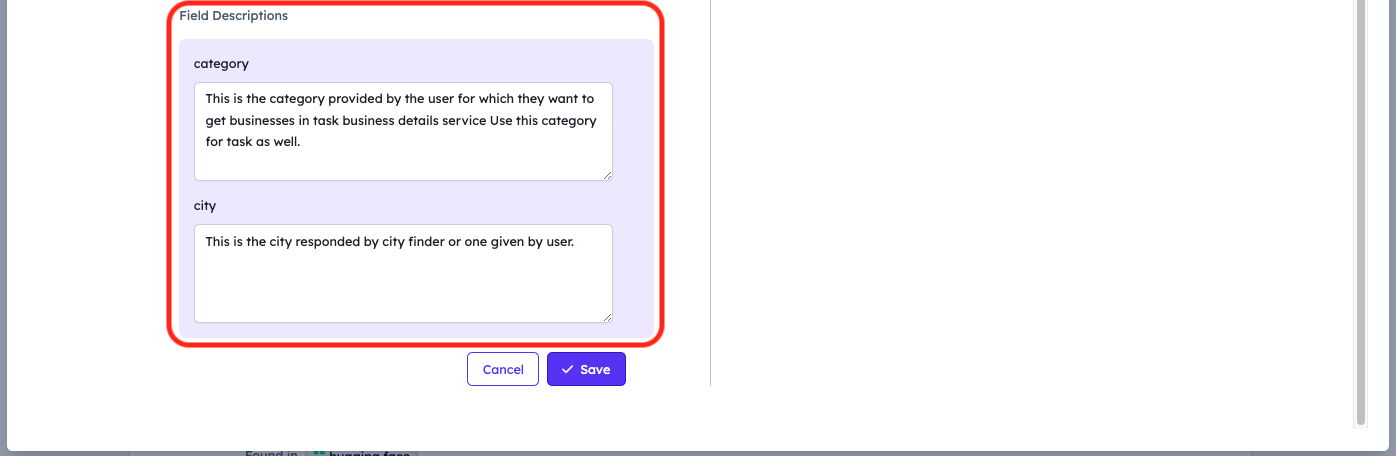 Field Descriptions
category
This is the category provided by the user for which they want to
get businesses in task business details service Use this category
for task as well.
city
This is the city responded by city finder or one given by user.
Cancel
Save
Found in hugging face